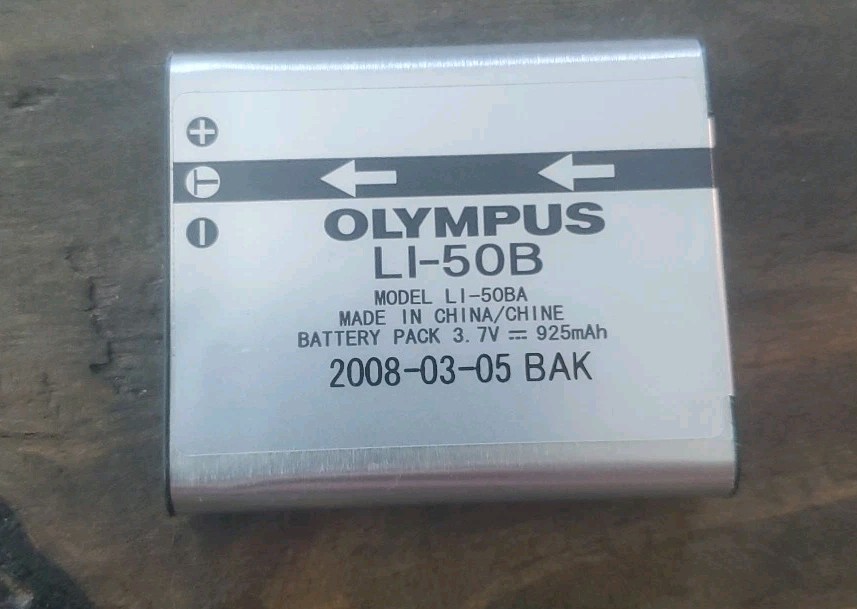 +
T
-
OLYMPUS
LI-50B
MODEL LI-50BA
MADE IN CHINA/CHINE
BATTERY PACK 3.7V ⎓ 925mAh
2008-03-05 BAK